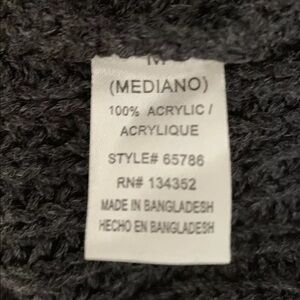 M
(MEDIANO)
100% ACRYLIC /
ACRYLIQUE
STYLE# 65786
RN# 134352
MADE IN BANGLADESH
HECHO EN BANGLADESH